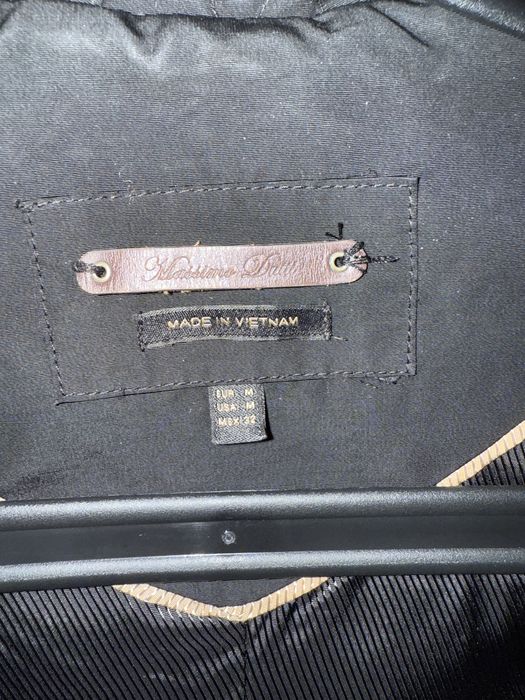 Massimo Dutti
MADE IN VIETNAM
EUR M
USA M
MEX 32